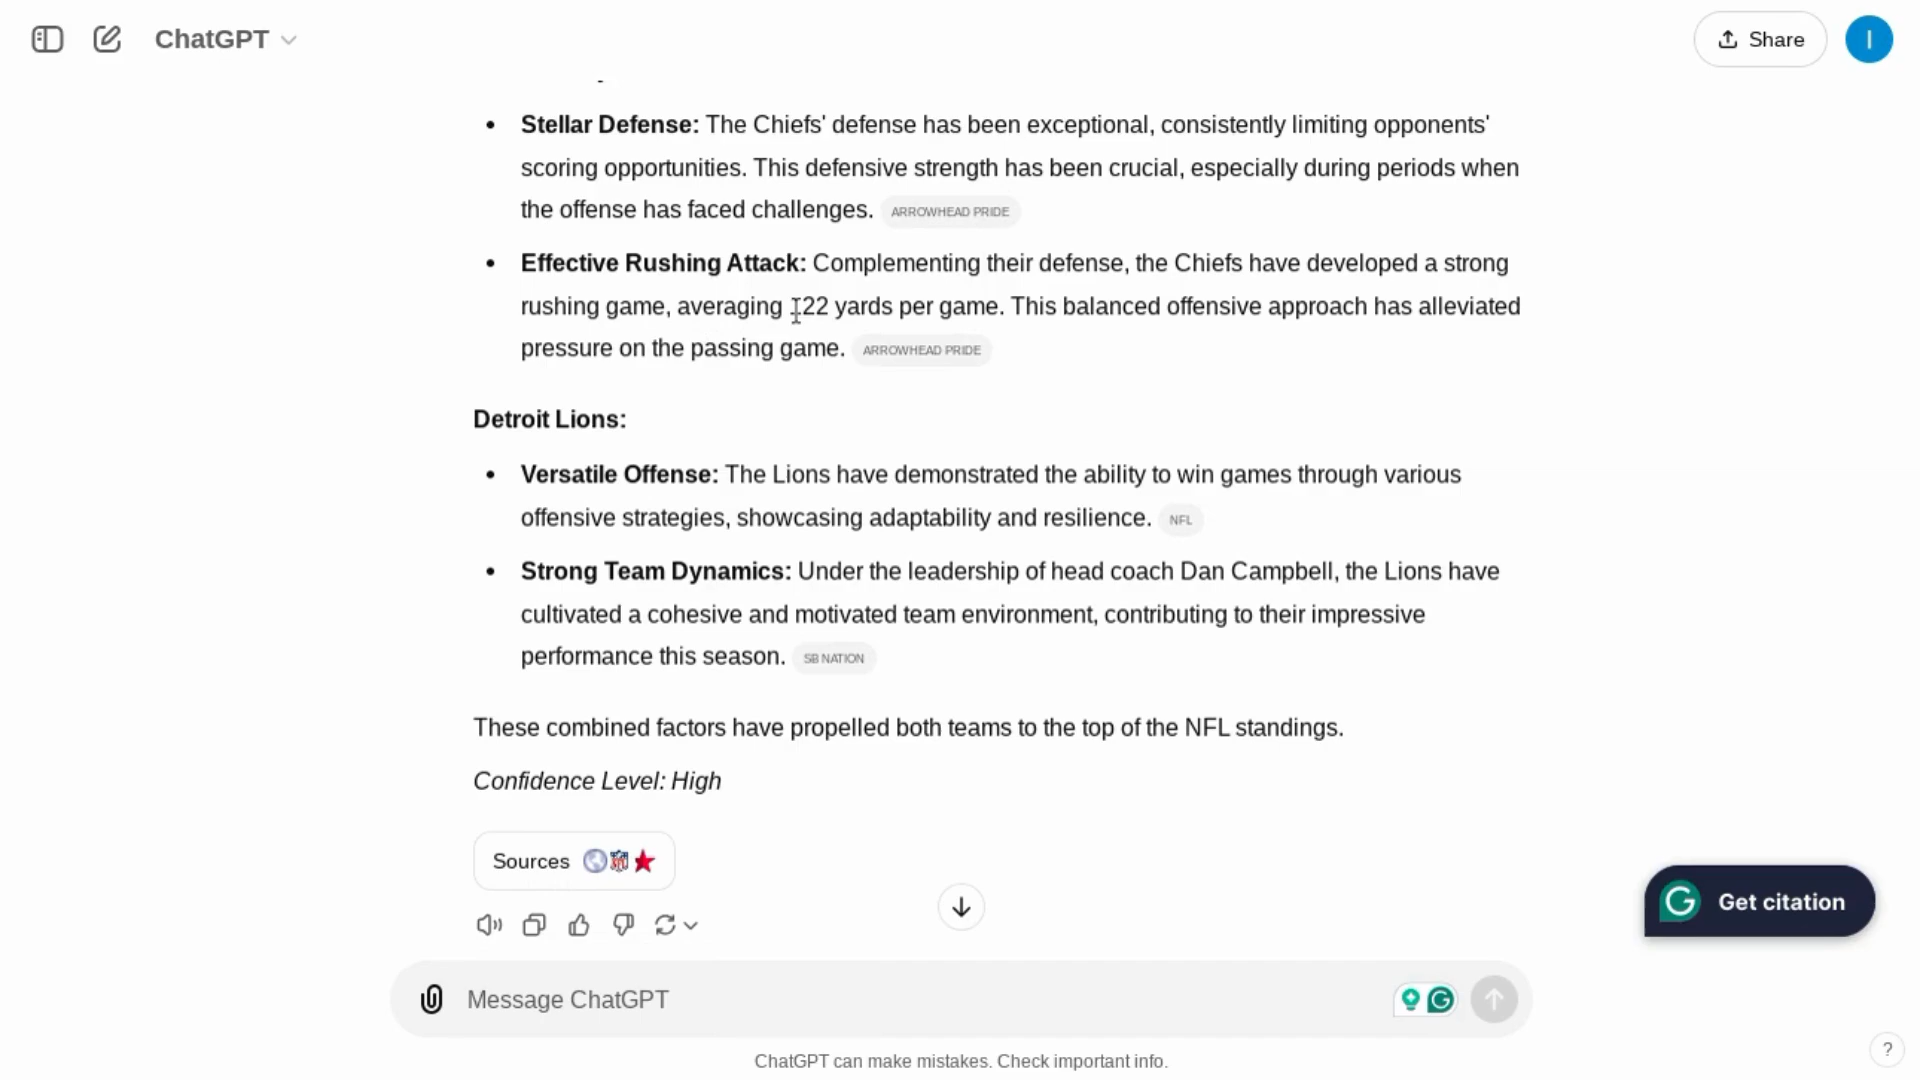 ChatGPT
Share
I
Stellar Defense: The Chiefs' defense has been exceptional, consistently limiting opponents'
scoring opportunities. This defensive strength has been crucial, especially during periods when
the offense has faced challenges. ARROWHEAD PRIDE
Effective Rushing Attack: Complementing their defense, the Chiefs have developed a strong
rushing game, averaging 122 yards per game. This balanced offensive approach has alleviated
pressure on the passing game. ARROWHEAD PRIDE
Detroit Lions:
Versatile Offense: The Lions have demonstrated the ability to win games through various
offensive strategies, showcasing adaptability and resilience. NFL
Strong Team Dynamics: Under the leadership of head coach Dan Campbell, the Lions have
cultivated a cohesive and motivated team environment, contributing to their impressive
performance this season. SB NATION
These combined factors have propelled both teams to the top of the NFL standings.
Confidence Level: High
Sources
Get citation
Message ChatGPT
ChatGPT can make mistakes. Check important info.
?